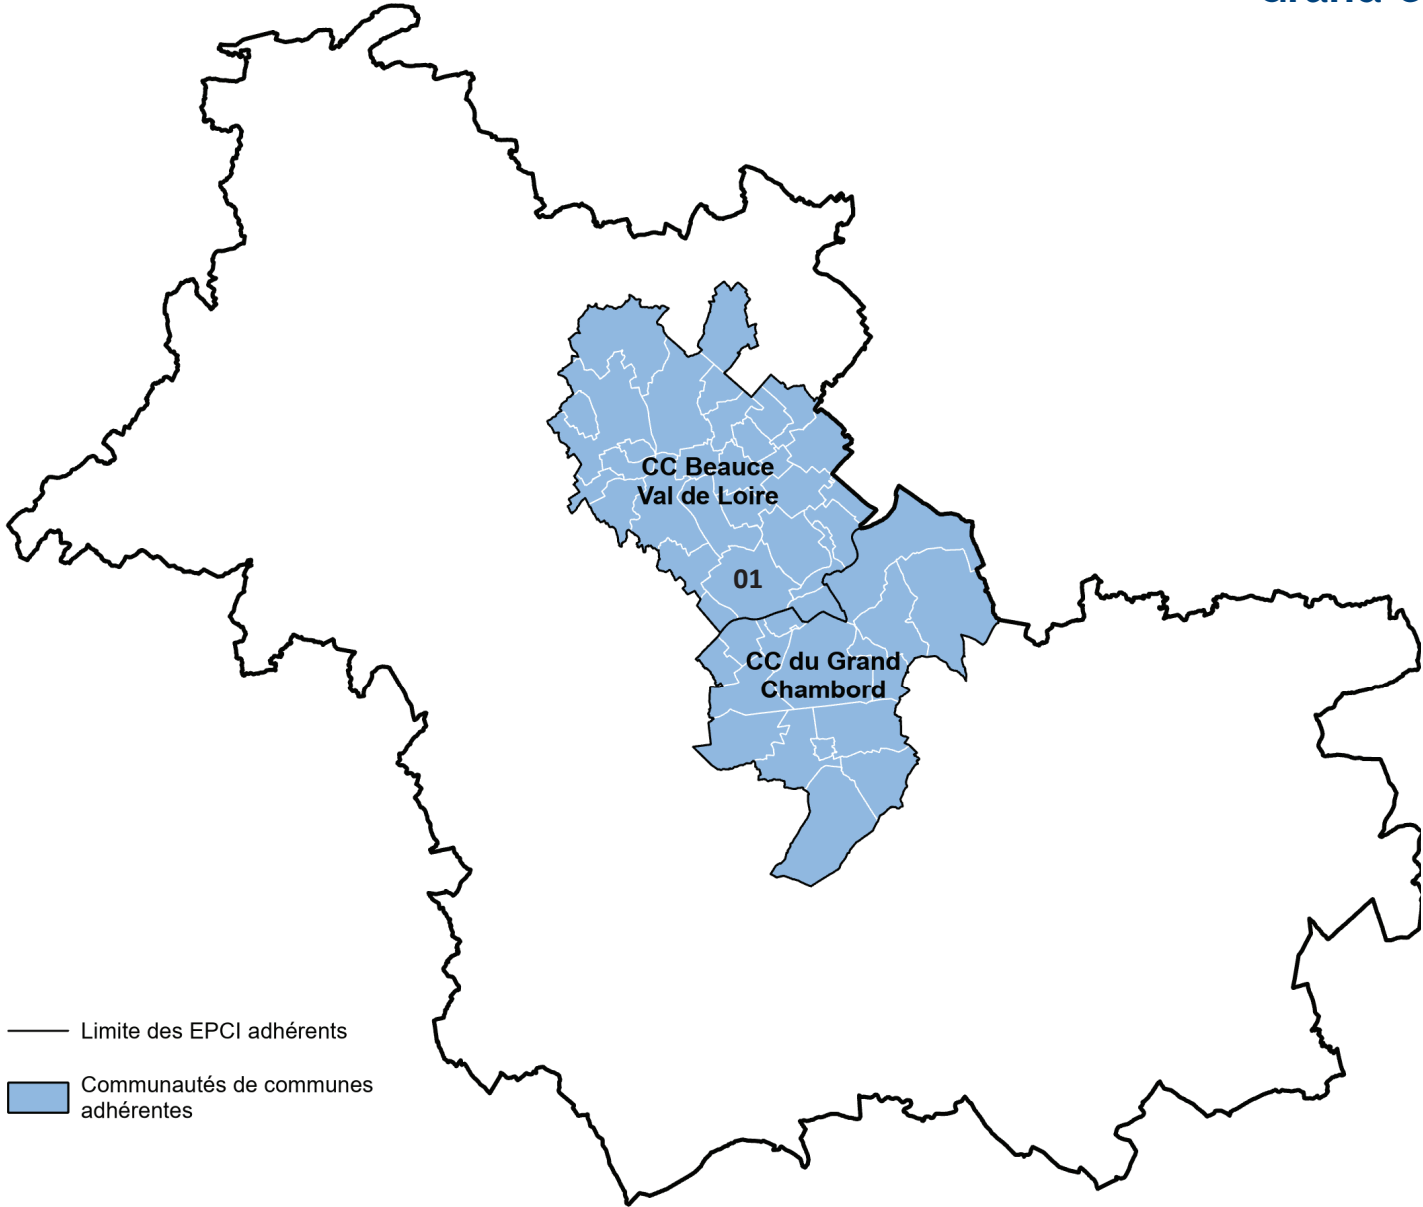 CC Beauce
Val de Loire
01
CC du Grand
Chambord
Limite des EPCI adhérents
Communautés de communes
adhérentes